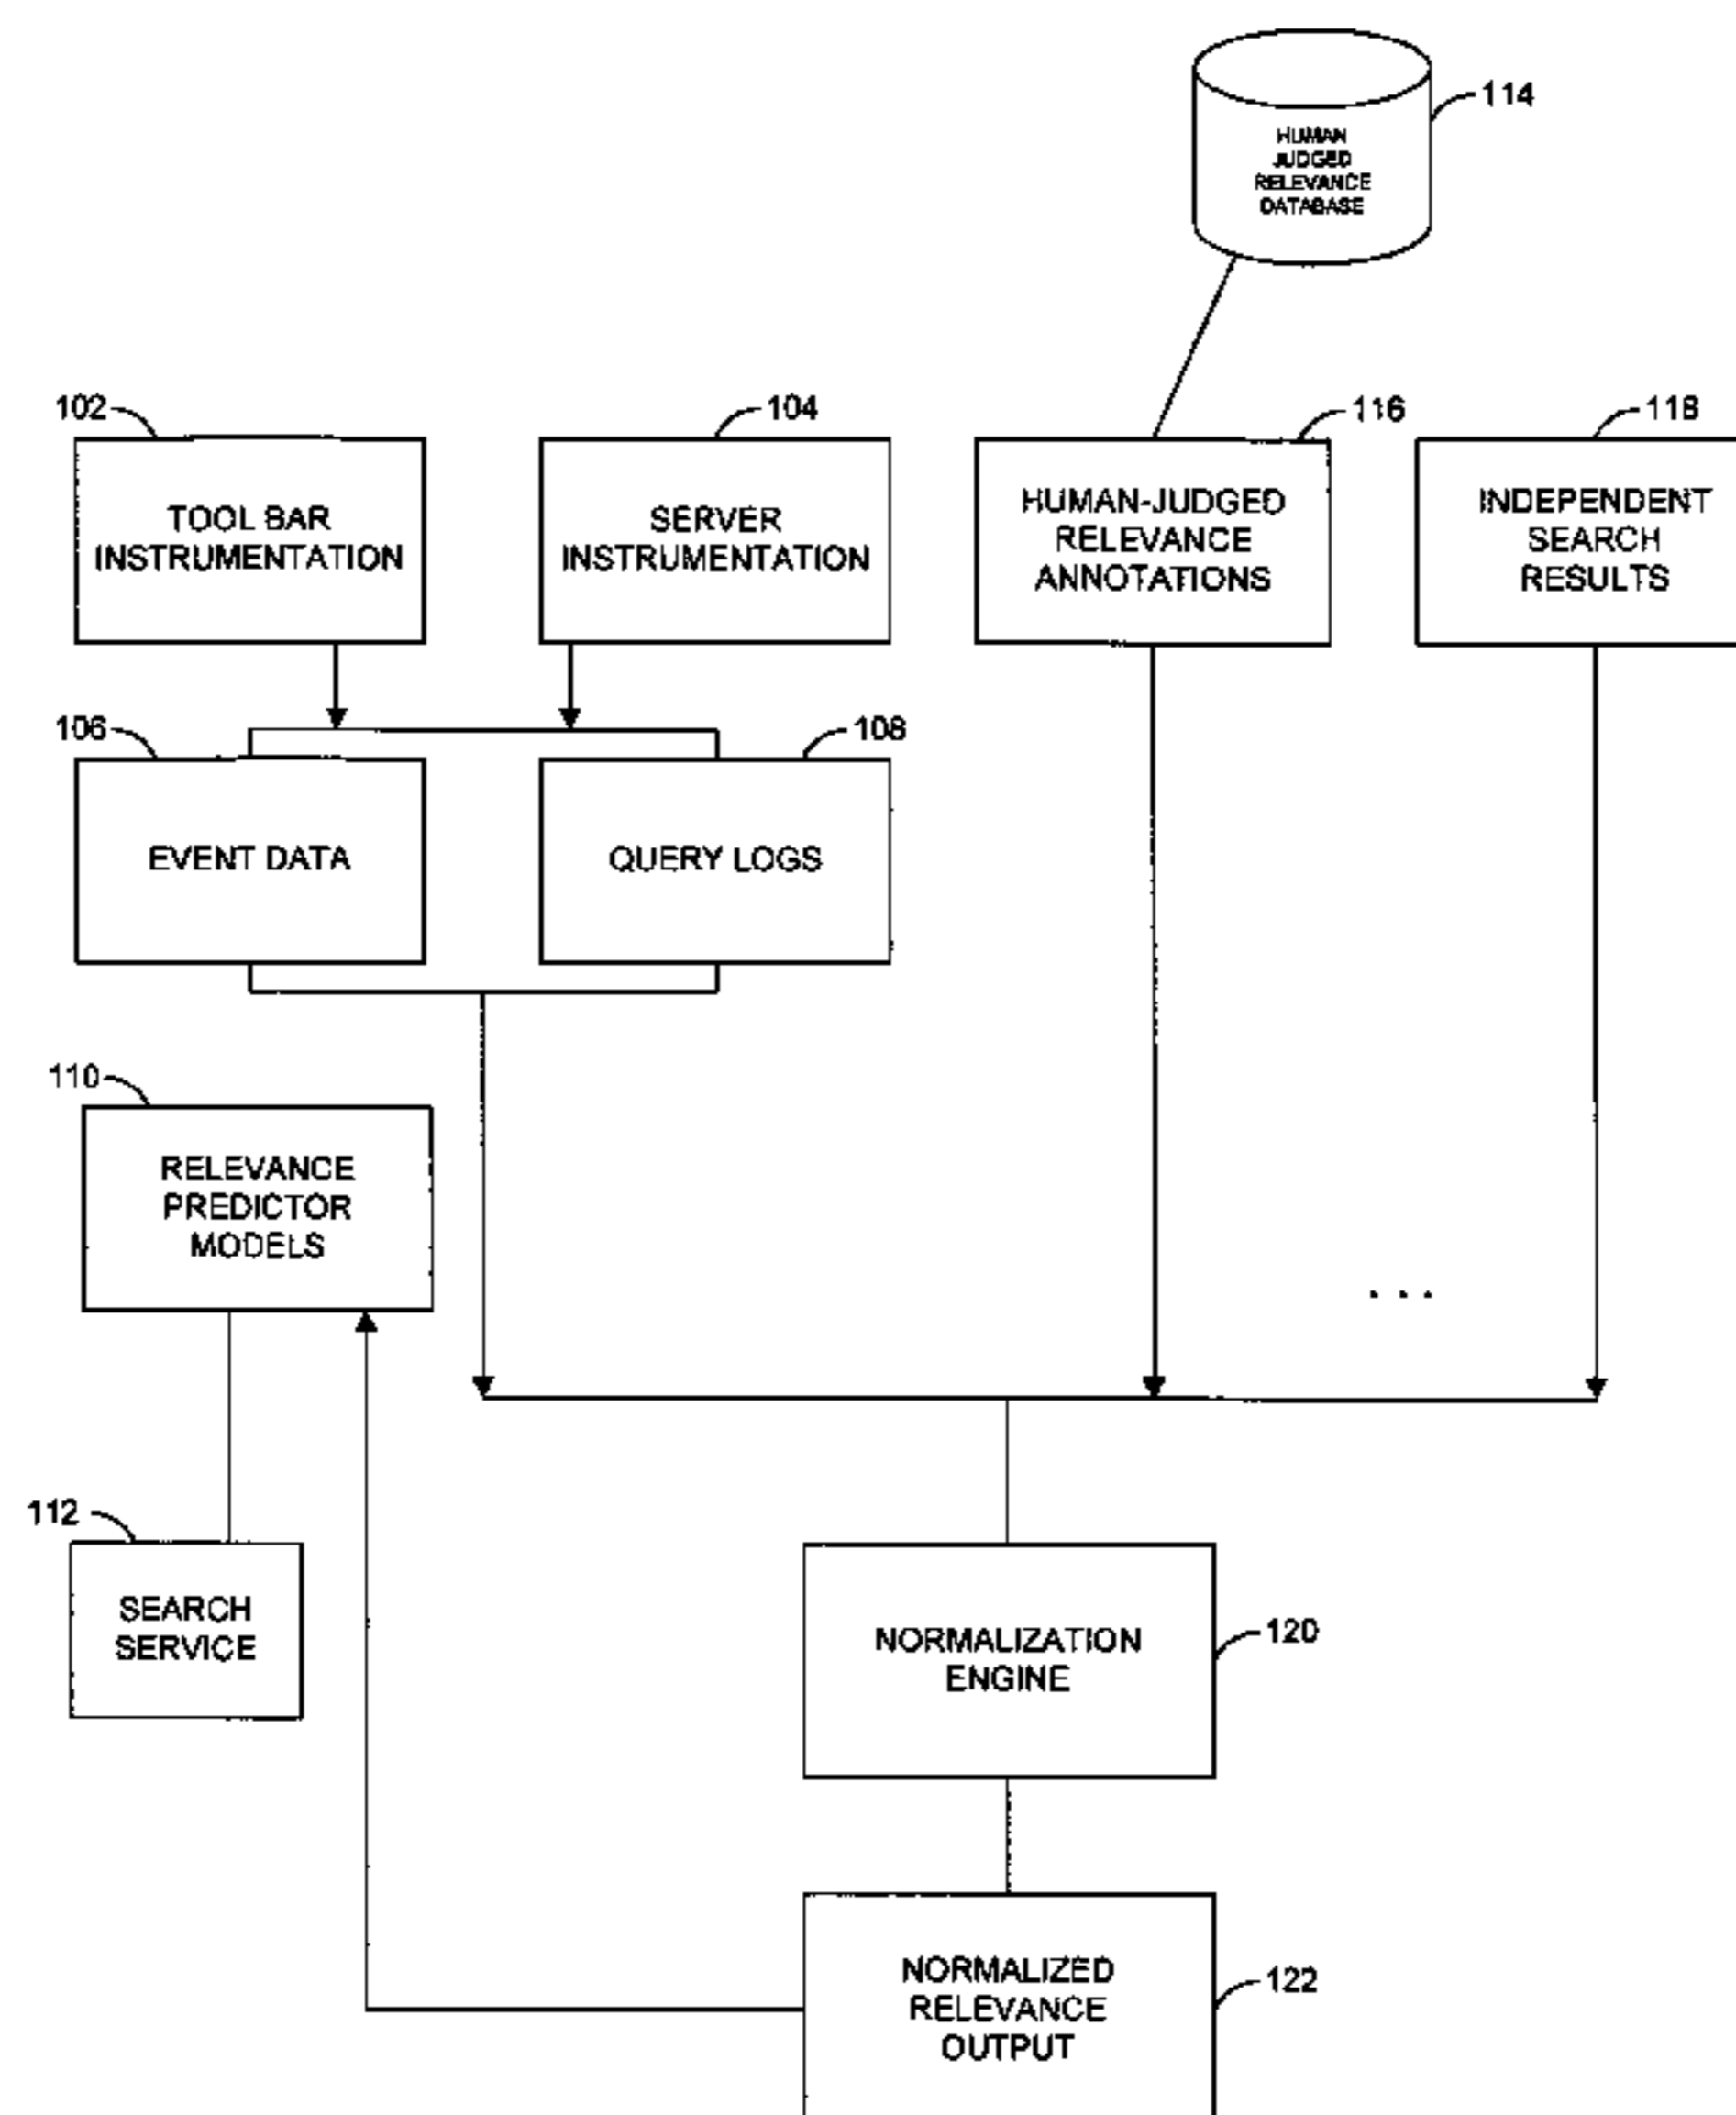 114
HUMAN
JUDGED
RELEVANCE
DATABASE
102
104
116
118
TOOL BAR
INSTRUMENTATION
SERVER
INSTRUMENTATION
HUMAN-JUDGED
RELEVANCE
ANNOTATIONS
INDEPENDENT
SEARCH
RESULTS
106
108
EVENT DATA
QUERY LOGS
110
RELEVANCE
PREDICTOR
MODELS
. . .
112
SEARCH
SERVICE
NORMALIZATION
ENGINE
120
NORMALIZED
RELEVANCE
OUTPUT
122